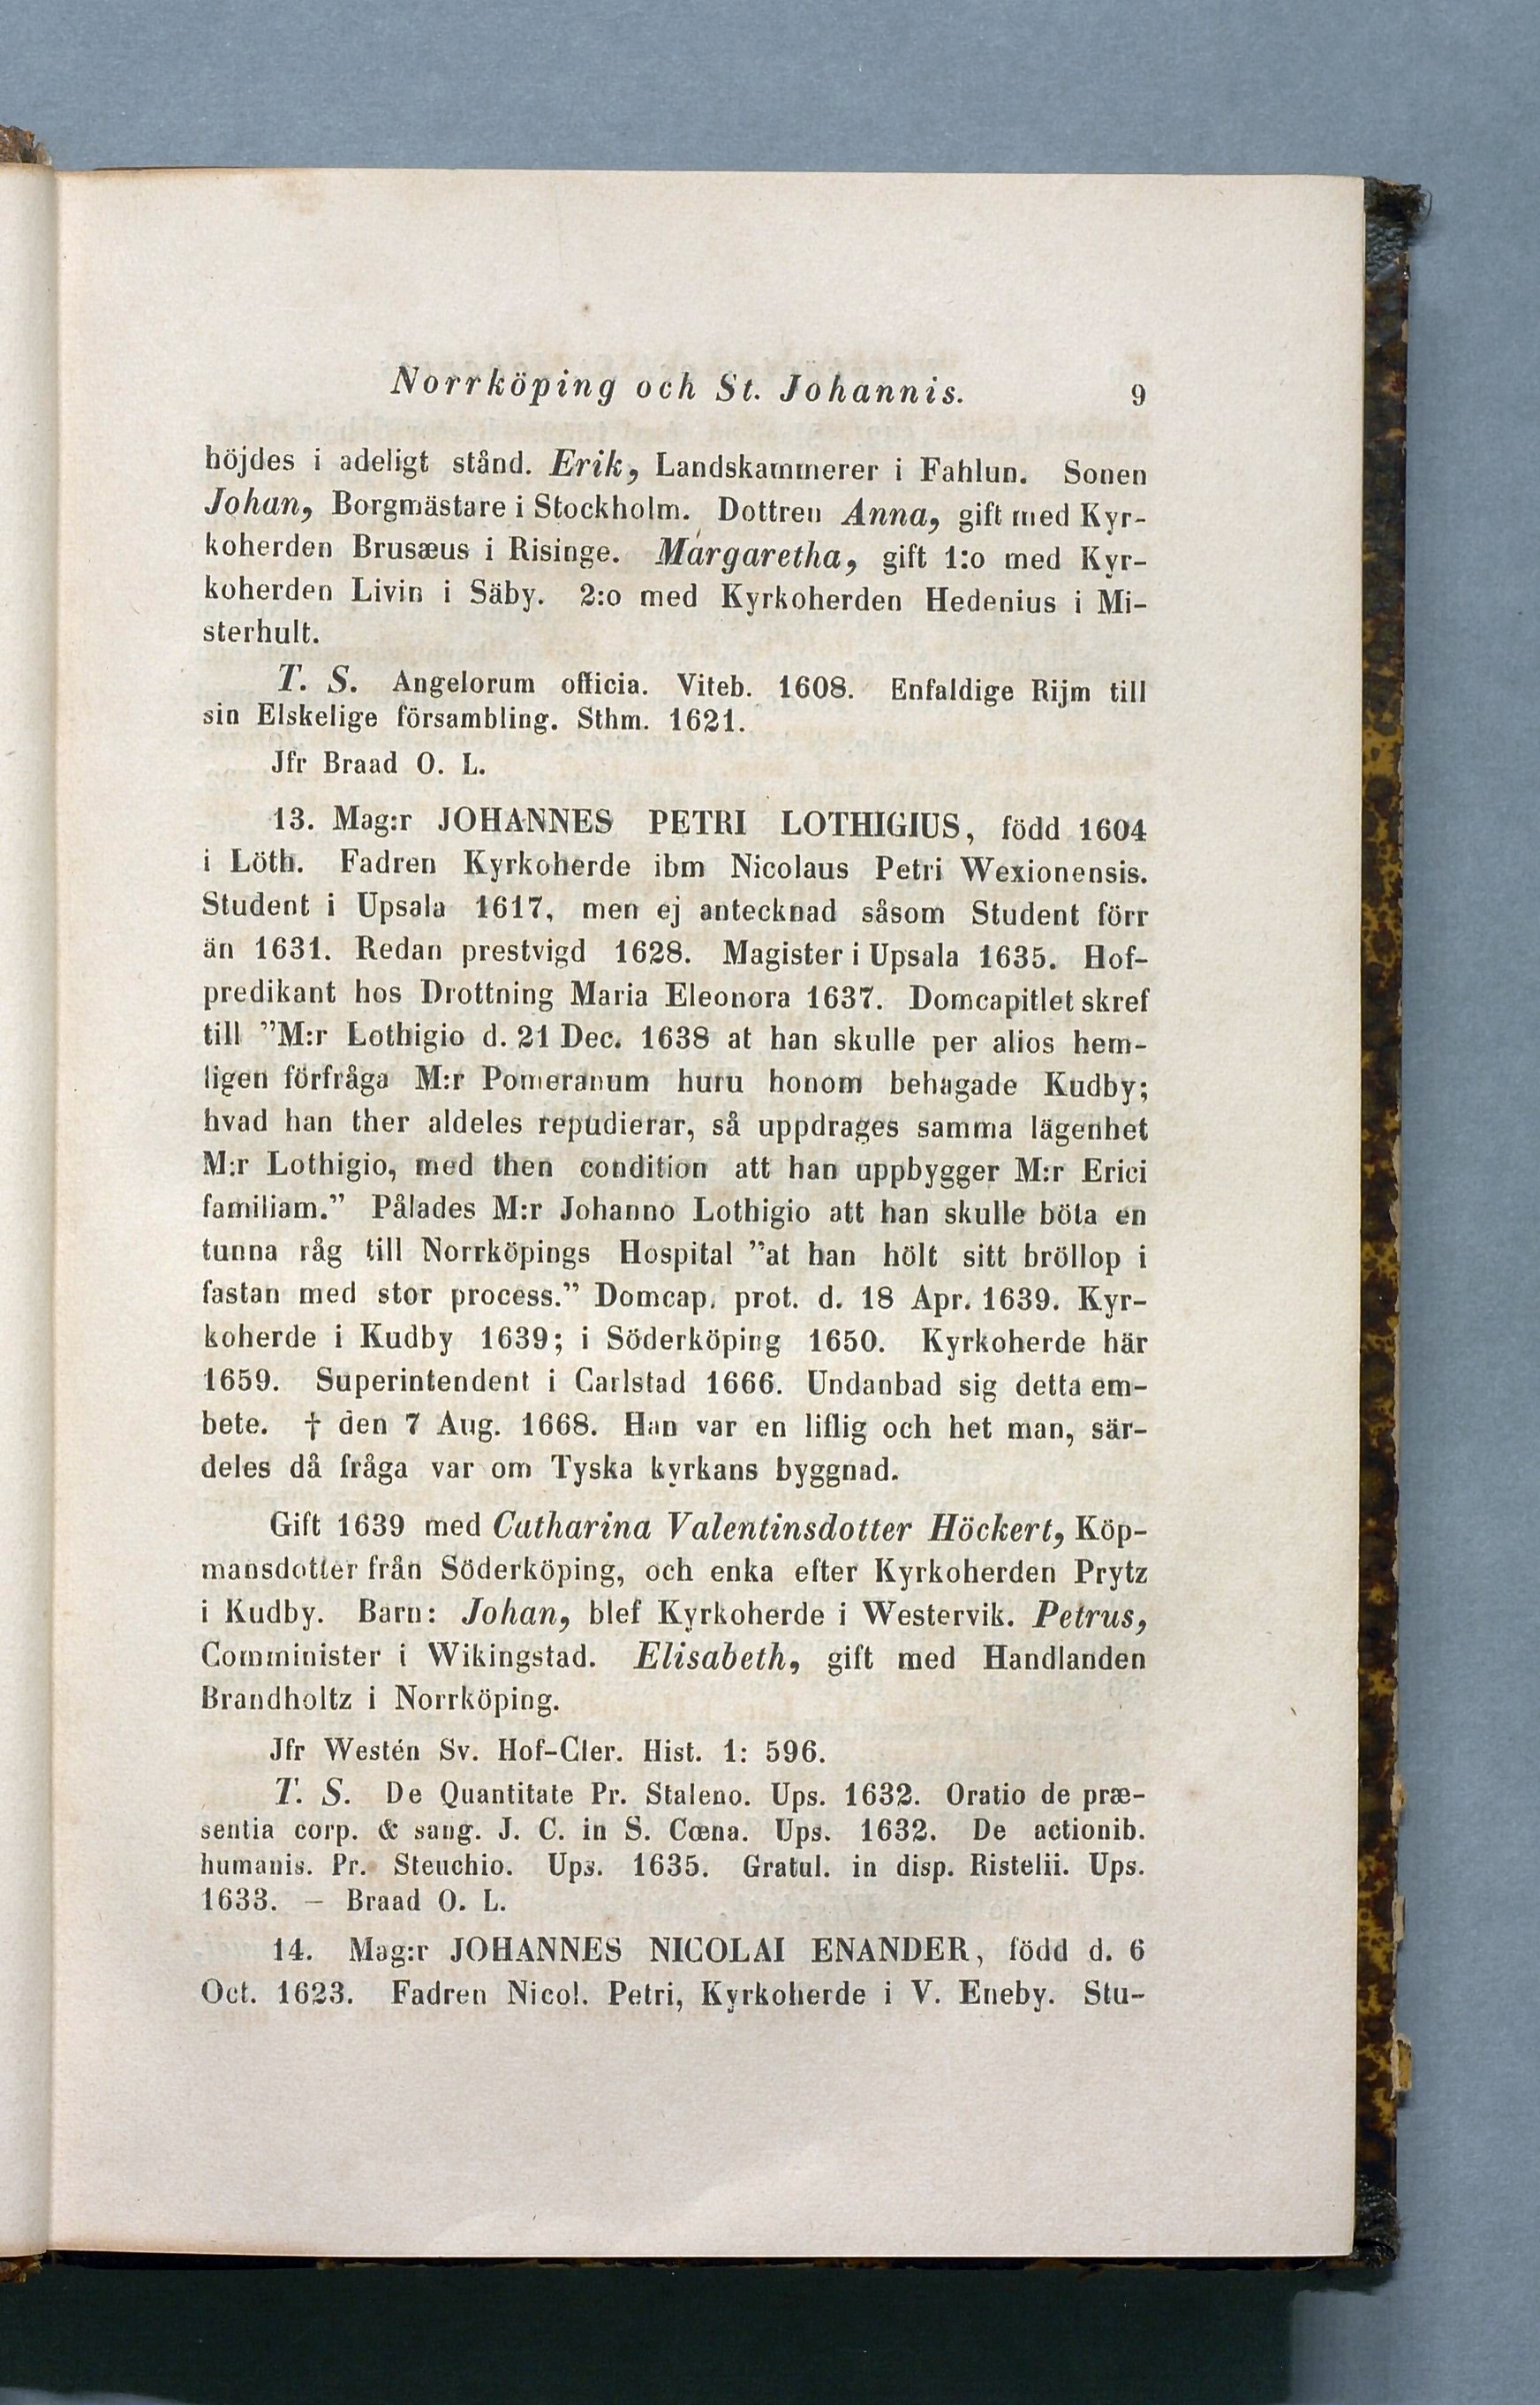 Norrköping och St. Johannis. 9
höjdes i adeligt stånd. Erik, Landskammerer i Fahlun. Sonen
Johan, Borgmästare i Stockholm. Dottren Anna, gift med Kyr-
koherden Brusæus i Risinge. Margaretha, gift 1:o med Kyr-
koherden Livin i Säby. 2:o med Kyrkoherden Hedenius i Mi-
sterhult.
T. S. Angelorum officia. Viteb. 1608. Enfaldige Rijm till
sin Elskelige försambling. Sthm. 1621.
Jfr Braad O. L.
13. Mag:r JOHANNES PETRI LOTHIGIUS, född 1604
i Löth. Fadren Kyrkoherde ibm Nicolaus Petri Wexionensis.
Student i Upsala 1617, men ej antecknad såsom Student förr
än 1631. Redan prestvigd 1628. Magister i Upsala 1635. Hof-
predikant hos Drottning Maria Eleonora 1637. Domcapitlet skref
till ”M:r Lothigio d. 21 Dec. 1638 at han skulle per alios hem-
ligen förfråga M:r Pomeranum huru honom behagade Kudby;
hvad han ther aldeles repudierar, så uppdrages samma lägenhet
M:r Lothigio, med then condition att han uppbygger M:r Erici
familiam.” Pålades M:r Johanno Lothigio att han skulle böta en
tunna råg till Norrköpings Hospital ”at han hölt sitt bröllop i
fastan med stor process.” Domcap. prot. d. 18 Apr. 1639. Kyr-
koherde i Kudby 1639; i Söderköping 1650. Kyrkoherde här
1659. Superintendent i Carlstad 1666. Undanbad sig detta em-
bete. † den 7 Aug. 1668. Han var en liflig och het man, sär-
deles då fråga var om Tyska kyrkans byggnad.
Gift 1639 med Catharina Valentinsdotter Höckert, Köp-
mansdotter från Söderköping, och enka efter Kyrkoherden Prytz
i Kudby. Barn: Johan, blef Kyrkoherde i Westervik. Petrus,
Comminister i Wikingstad. Elisabeth, gift med Handlanden
Brandholtz i Norrköping.
Jfr Westén Sv. Hof-Cler. Hist. 1: 596.
T. S. De Quantitate Pr. Staleno. Ups. 1632. Oratio de præ-
sentia corp. & sang. J. C. in S. Cœna. Ups. 1632. De actionib.
humanis. Pr. Steuchio. Ups. 1635. Gratul. in disp. Ristelii. Ups.
1633. – Braad O. L.
14. Mag:r JOHANNES NICOLAI ENANDER, född d. 6
Oct. 1623. Fadren Nicol. Petri, Kyrkoherde i V. Eneby. Stu-